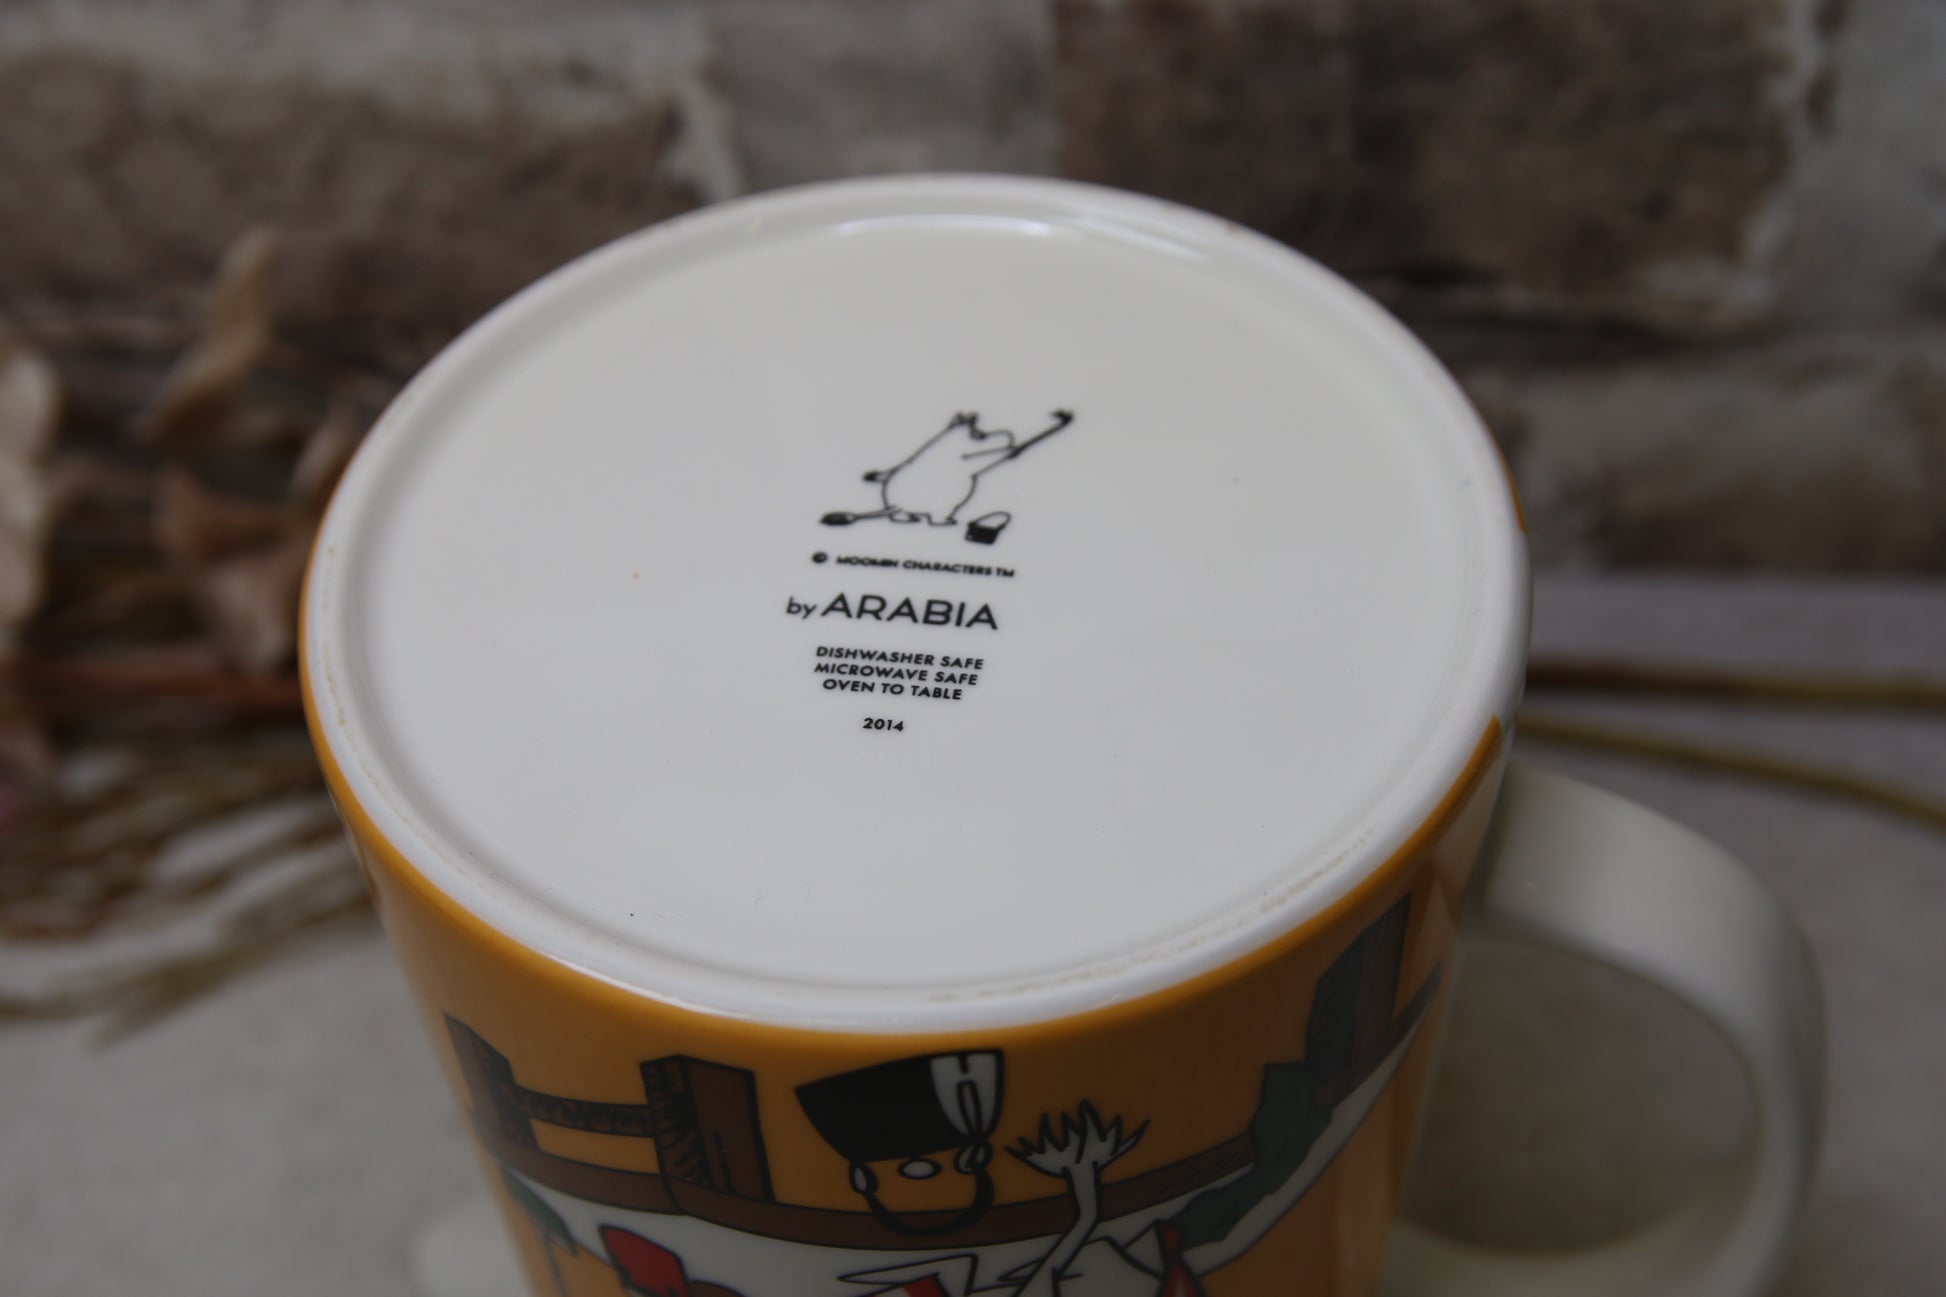 © MOOMIN CHARACTERS TM
by ARABIA
DISHWASHER SAFE
MICROWAVE SAFE
OVEN TO TABLE
2014